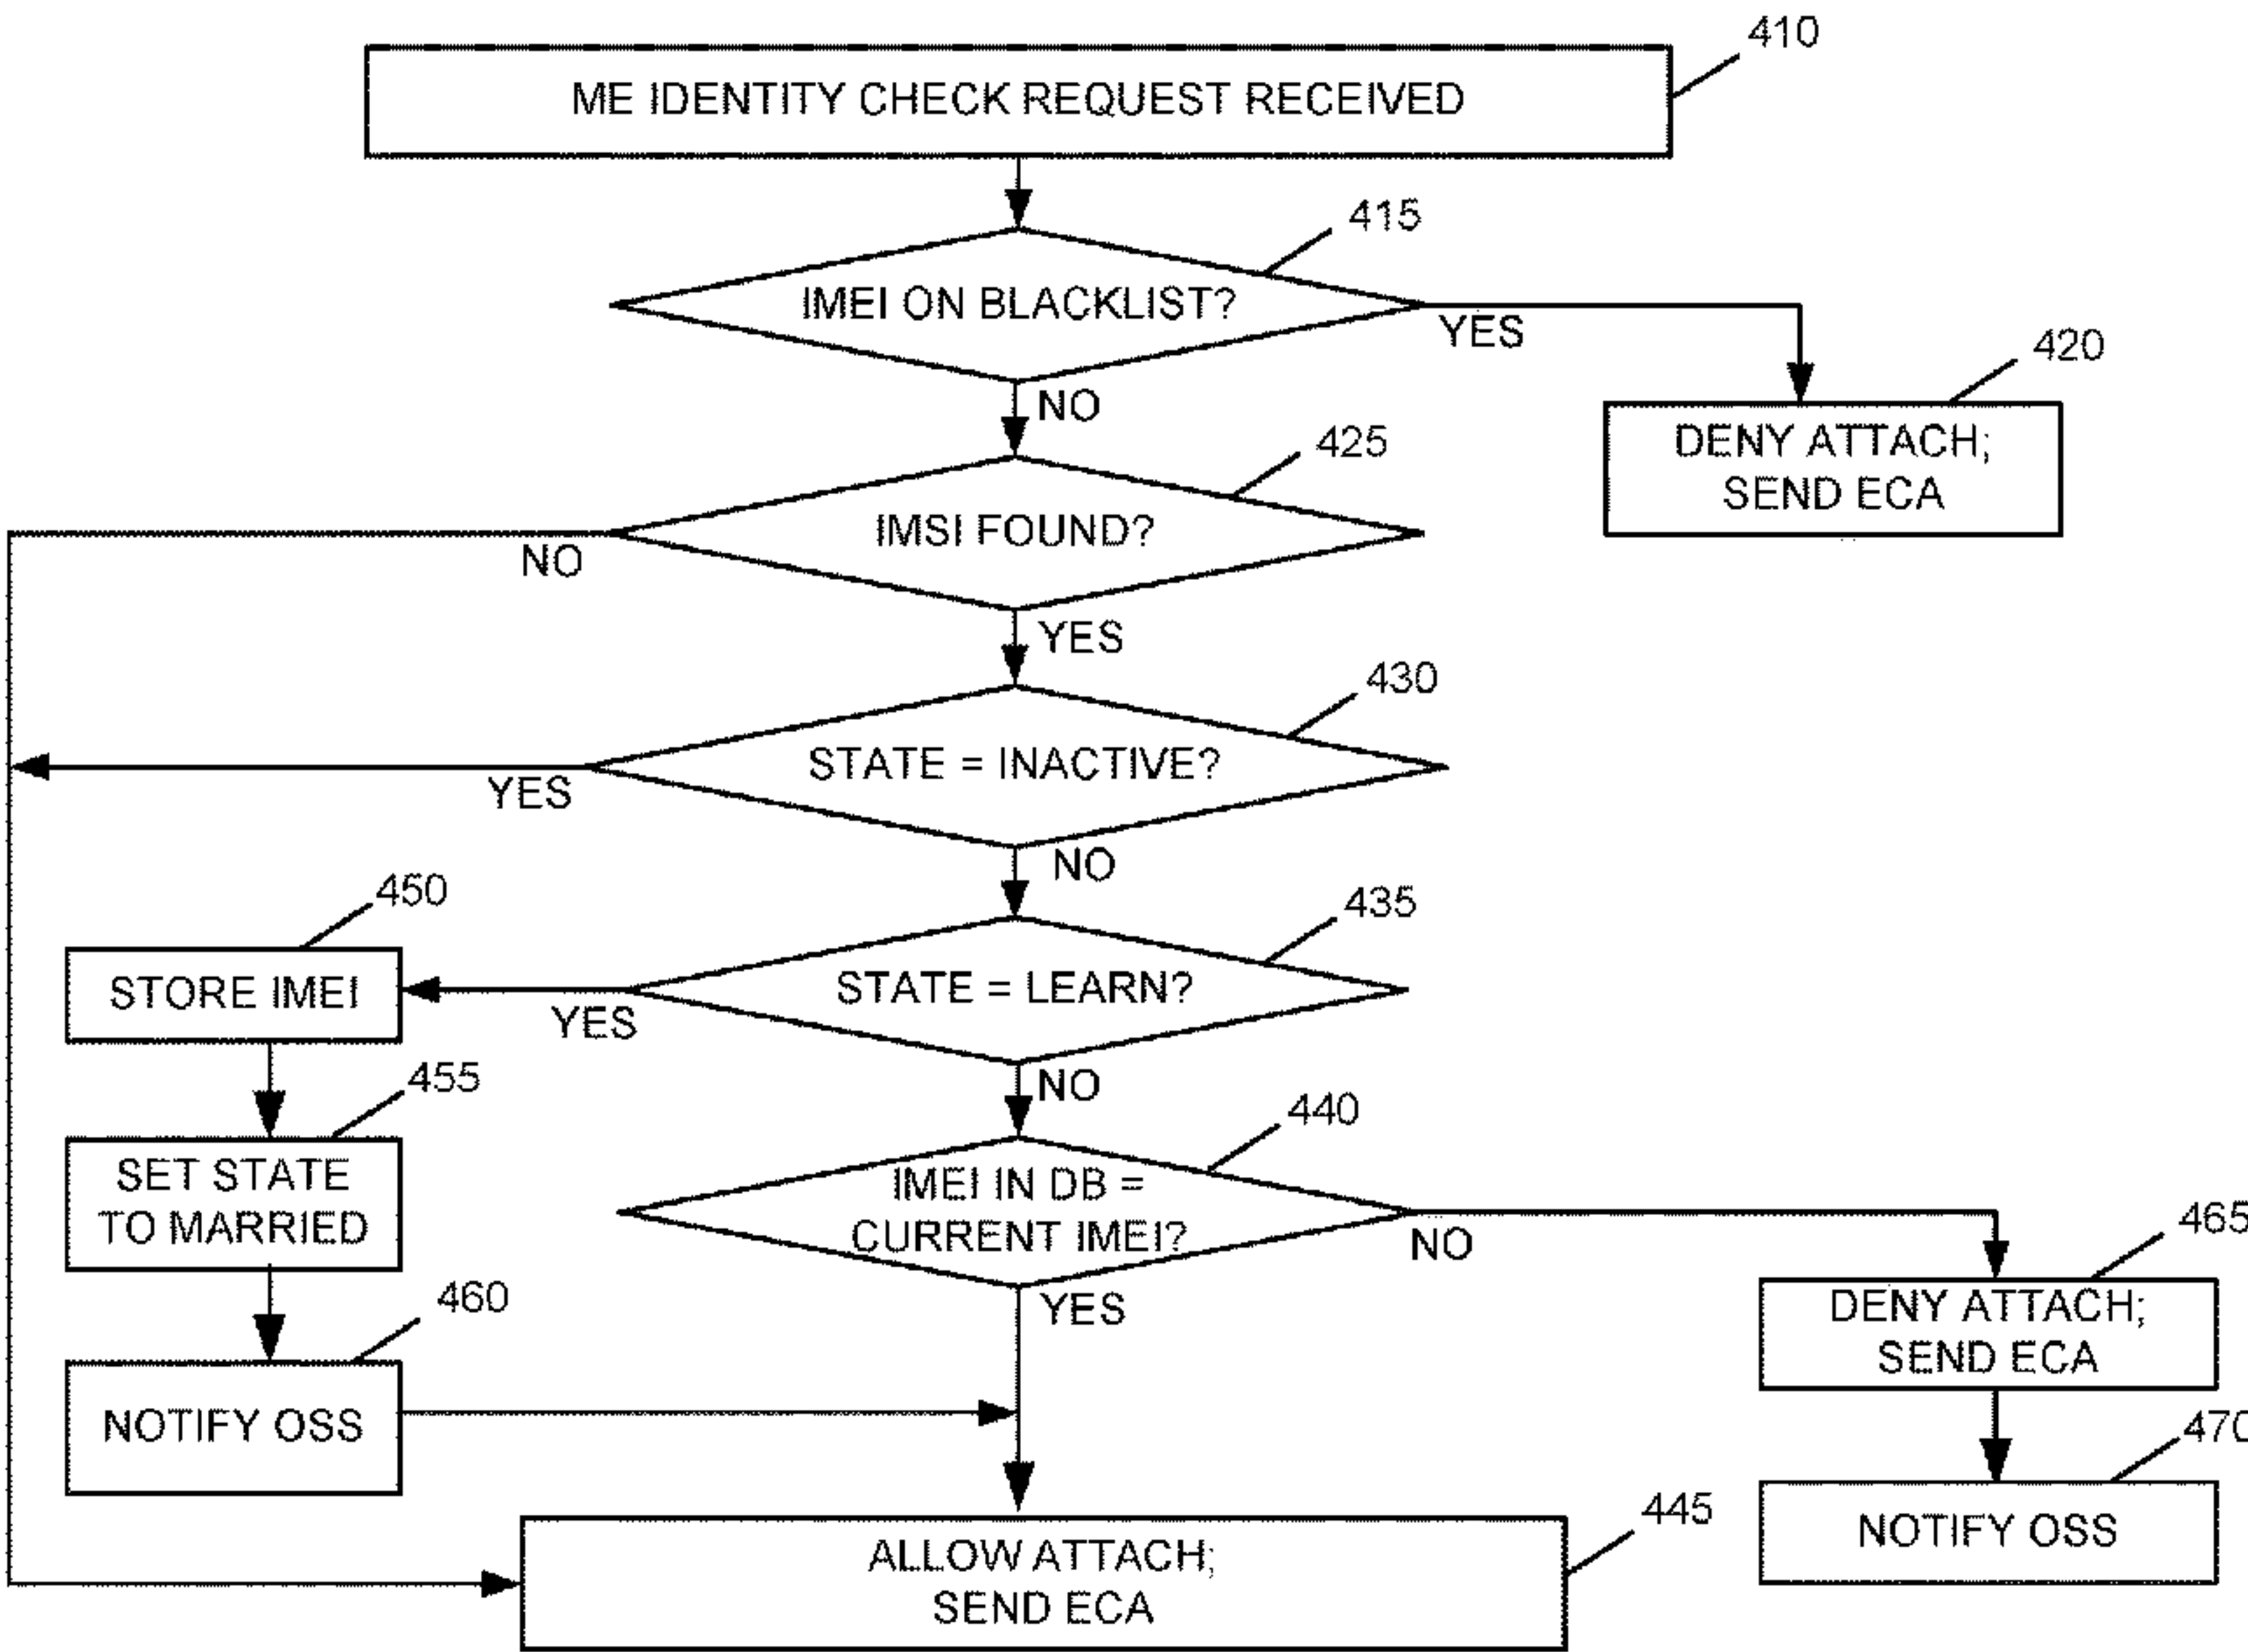 410
ME IDENTITY CHECK REQUEST RECEIVED
415
IMEI ON BLACKLIST?
YES
420
NO
DENY ATTACH;
SEND ECA
425
IMSI FOUND?
NO
YES
430
STATE = INACTIVE?
YES
NO
450
435
STORE IMEI
STATE = LEARN?
YES
455
NO
440
SET STATE
TO MARRIED
IMEI IN DB =
CURRENT IMEI?
NO
465
460
YES
DENY ATTACH;
SEND ECA
NOTIFY OSS
470
445
NOTIFY OSS
ALLOW ATTACH;
SEND ECA